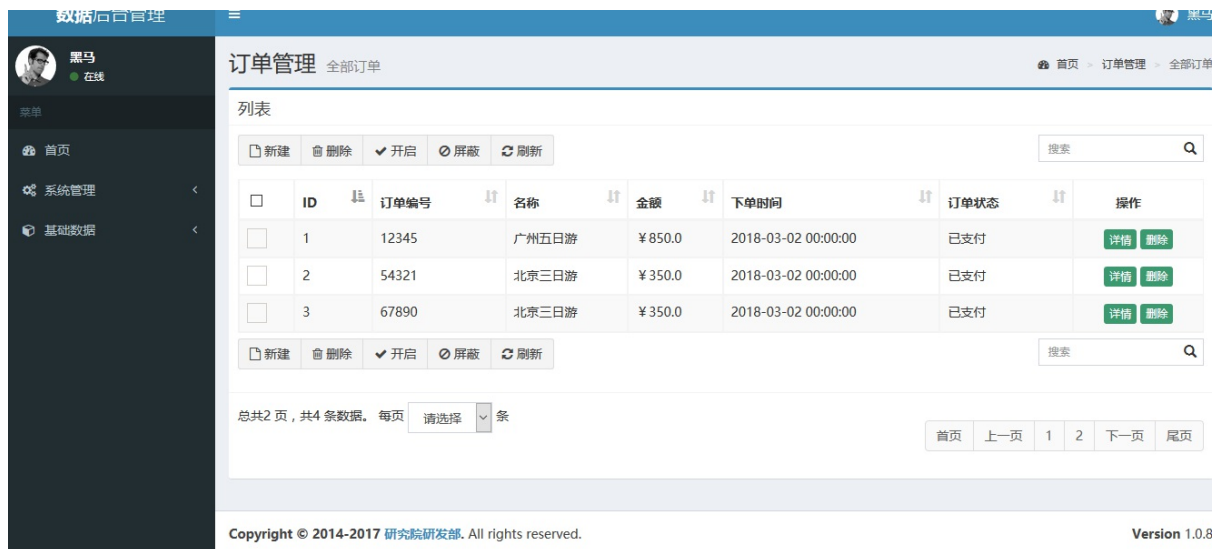 数据后台管理
黑马
黑马
在线
菜单
首页
系统管理
基础数据
订单管理 全部订单
首页 > 订单管理 > 全部订单
列表
新建 删除 开启 屏蔽 刷新
搜索
ID 订单编号 名称 金额 下单时间 订单状态 操作
1 12345 广州五日游 ¥850.0 2018-03-02 00:00:00 已支付 详情 删除
2 54321 北京三日游 ¥350.0 2018-03-02 00:00:00 已支付 详情 删除
3 67890 北京三日游 ¥350.0 2018-03-02 00:00:00 已支付 详情 删除
新建 删除 开启 屏蔽 刷新
搜索
总共2 页,共4 条数据。 每页 请选择 条
首页 上一页 1 2 下一页 尾页
Copyright © 2014-2017 研究院研发部. All rights reserved.
Version 1.0.8